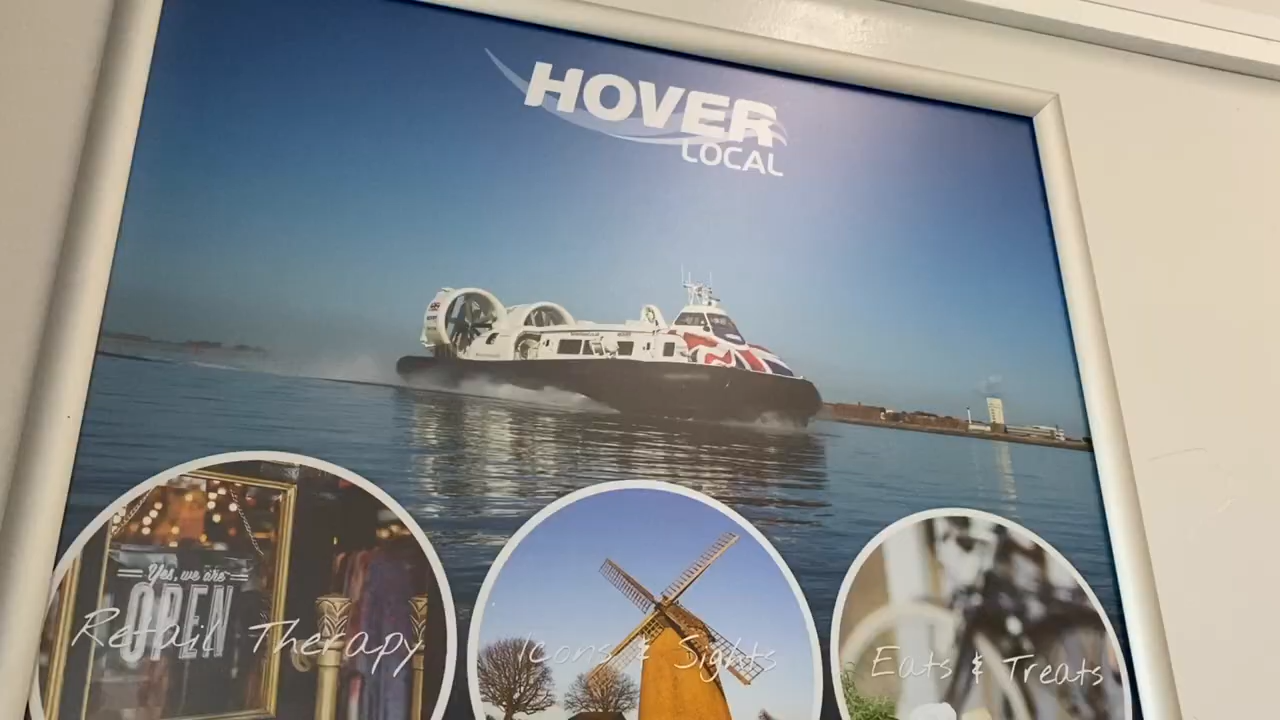 HOVER
LOCAL
Yes, we are
OPEN
Retail Therapy
Icons & Sights
Eats & Treats